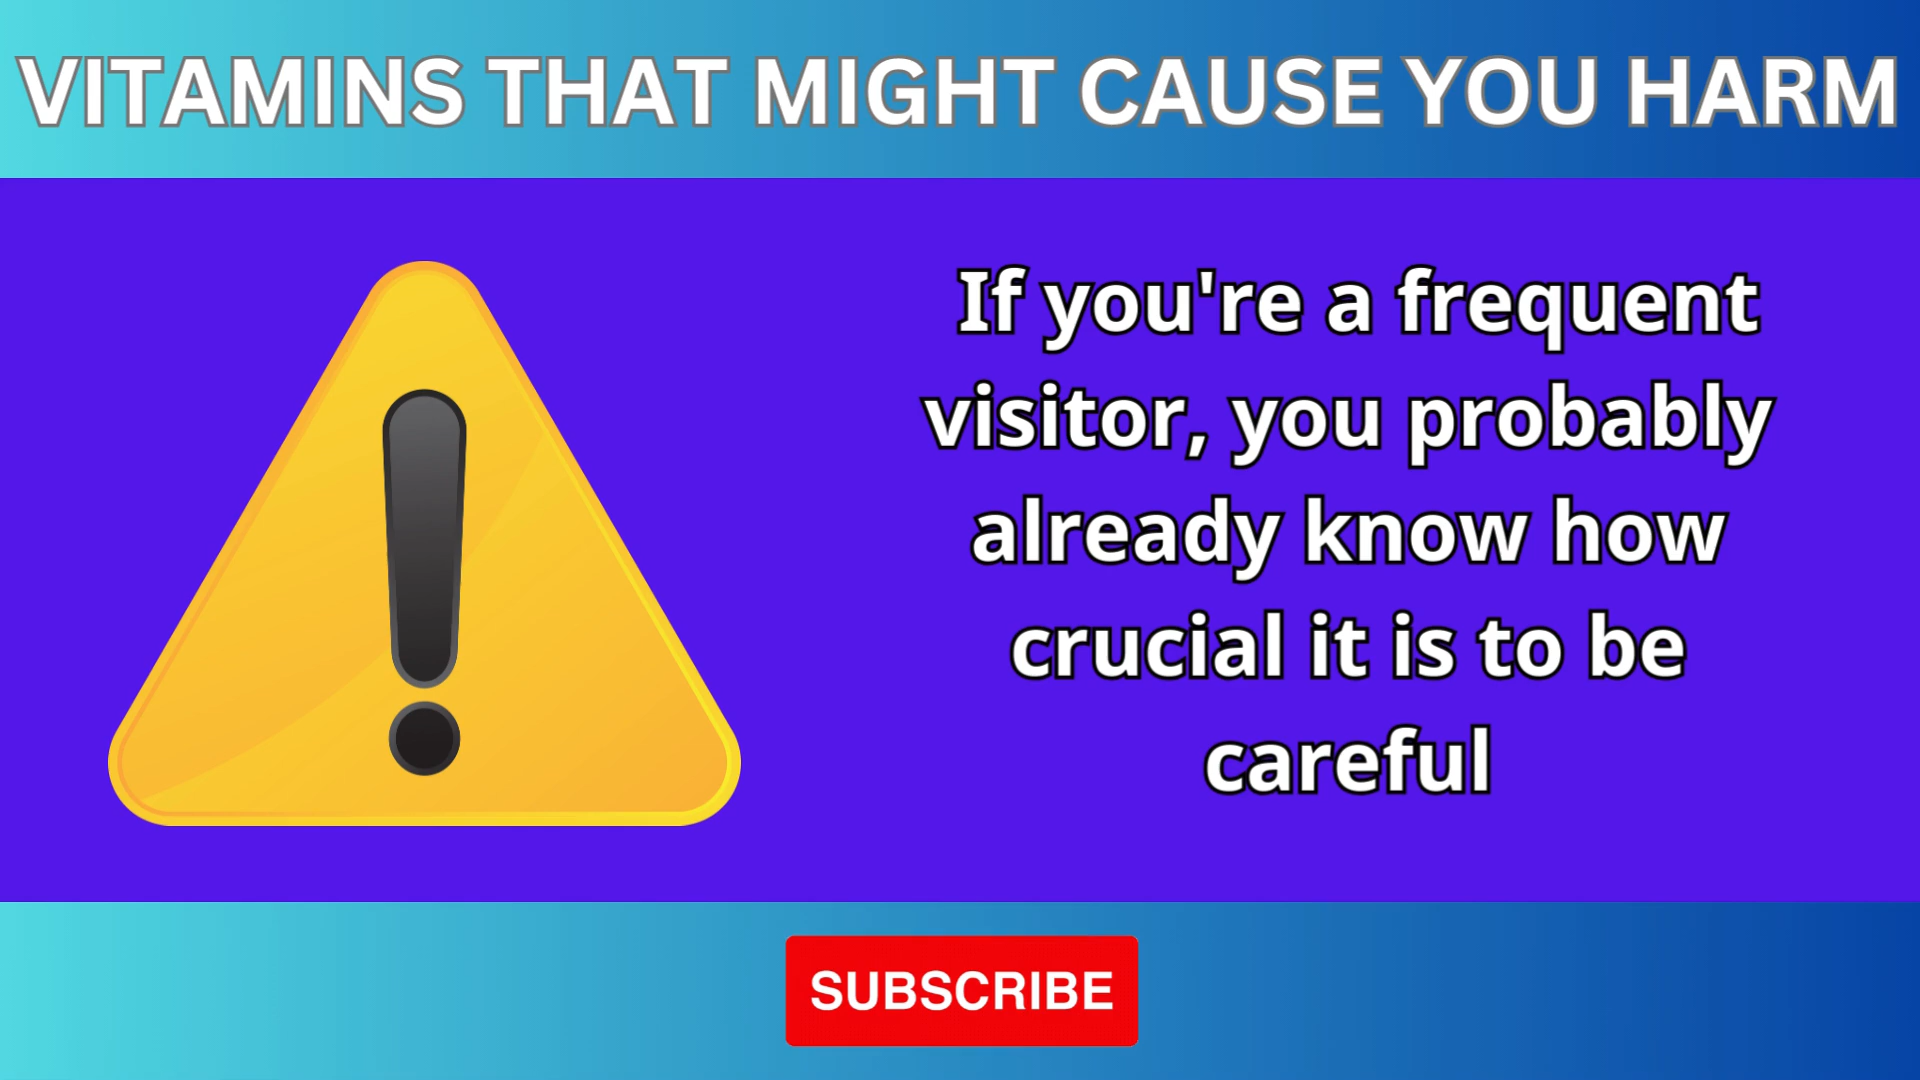 VITAMINS THAT MIGHT CAUSE YOU HARM
If you're a frequent
visitor, you probably
already know how
crucial it is to be
careful
SUBSCRIBE